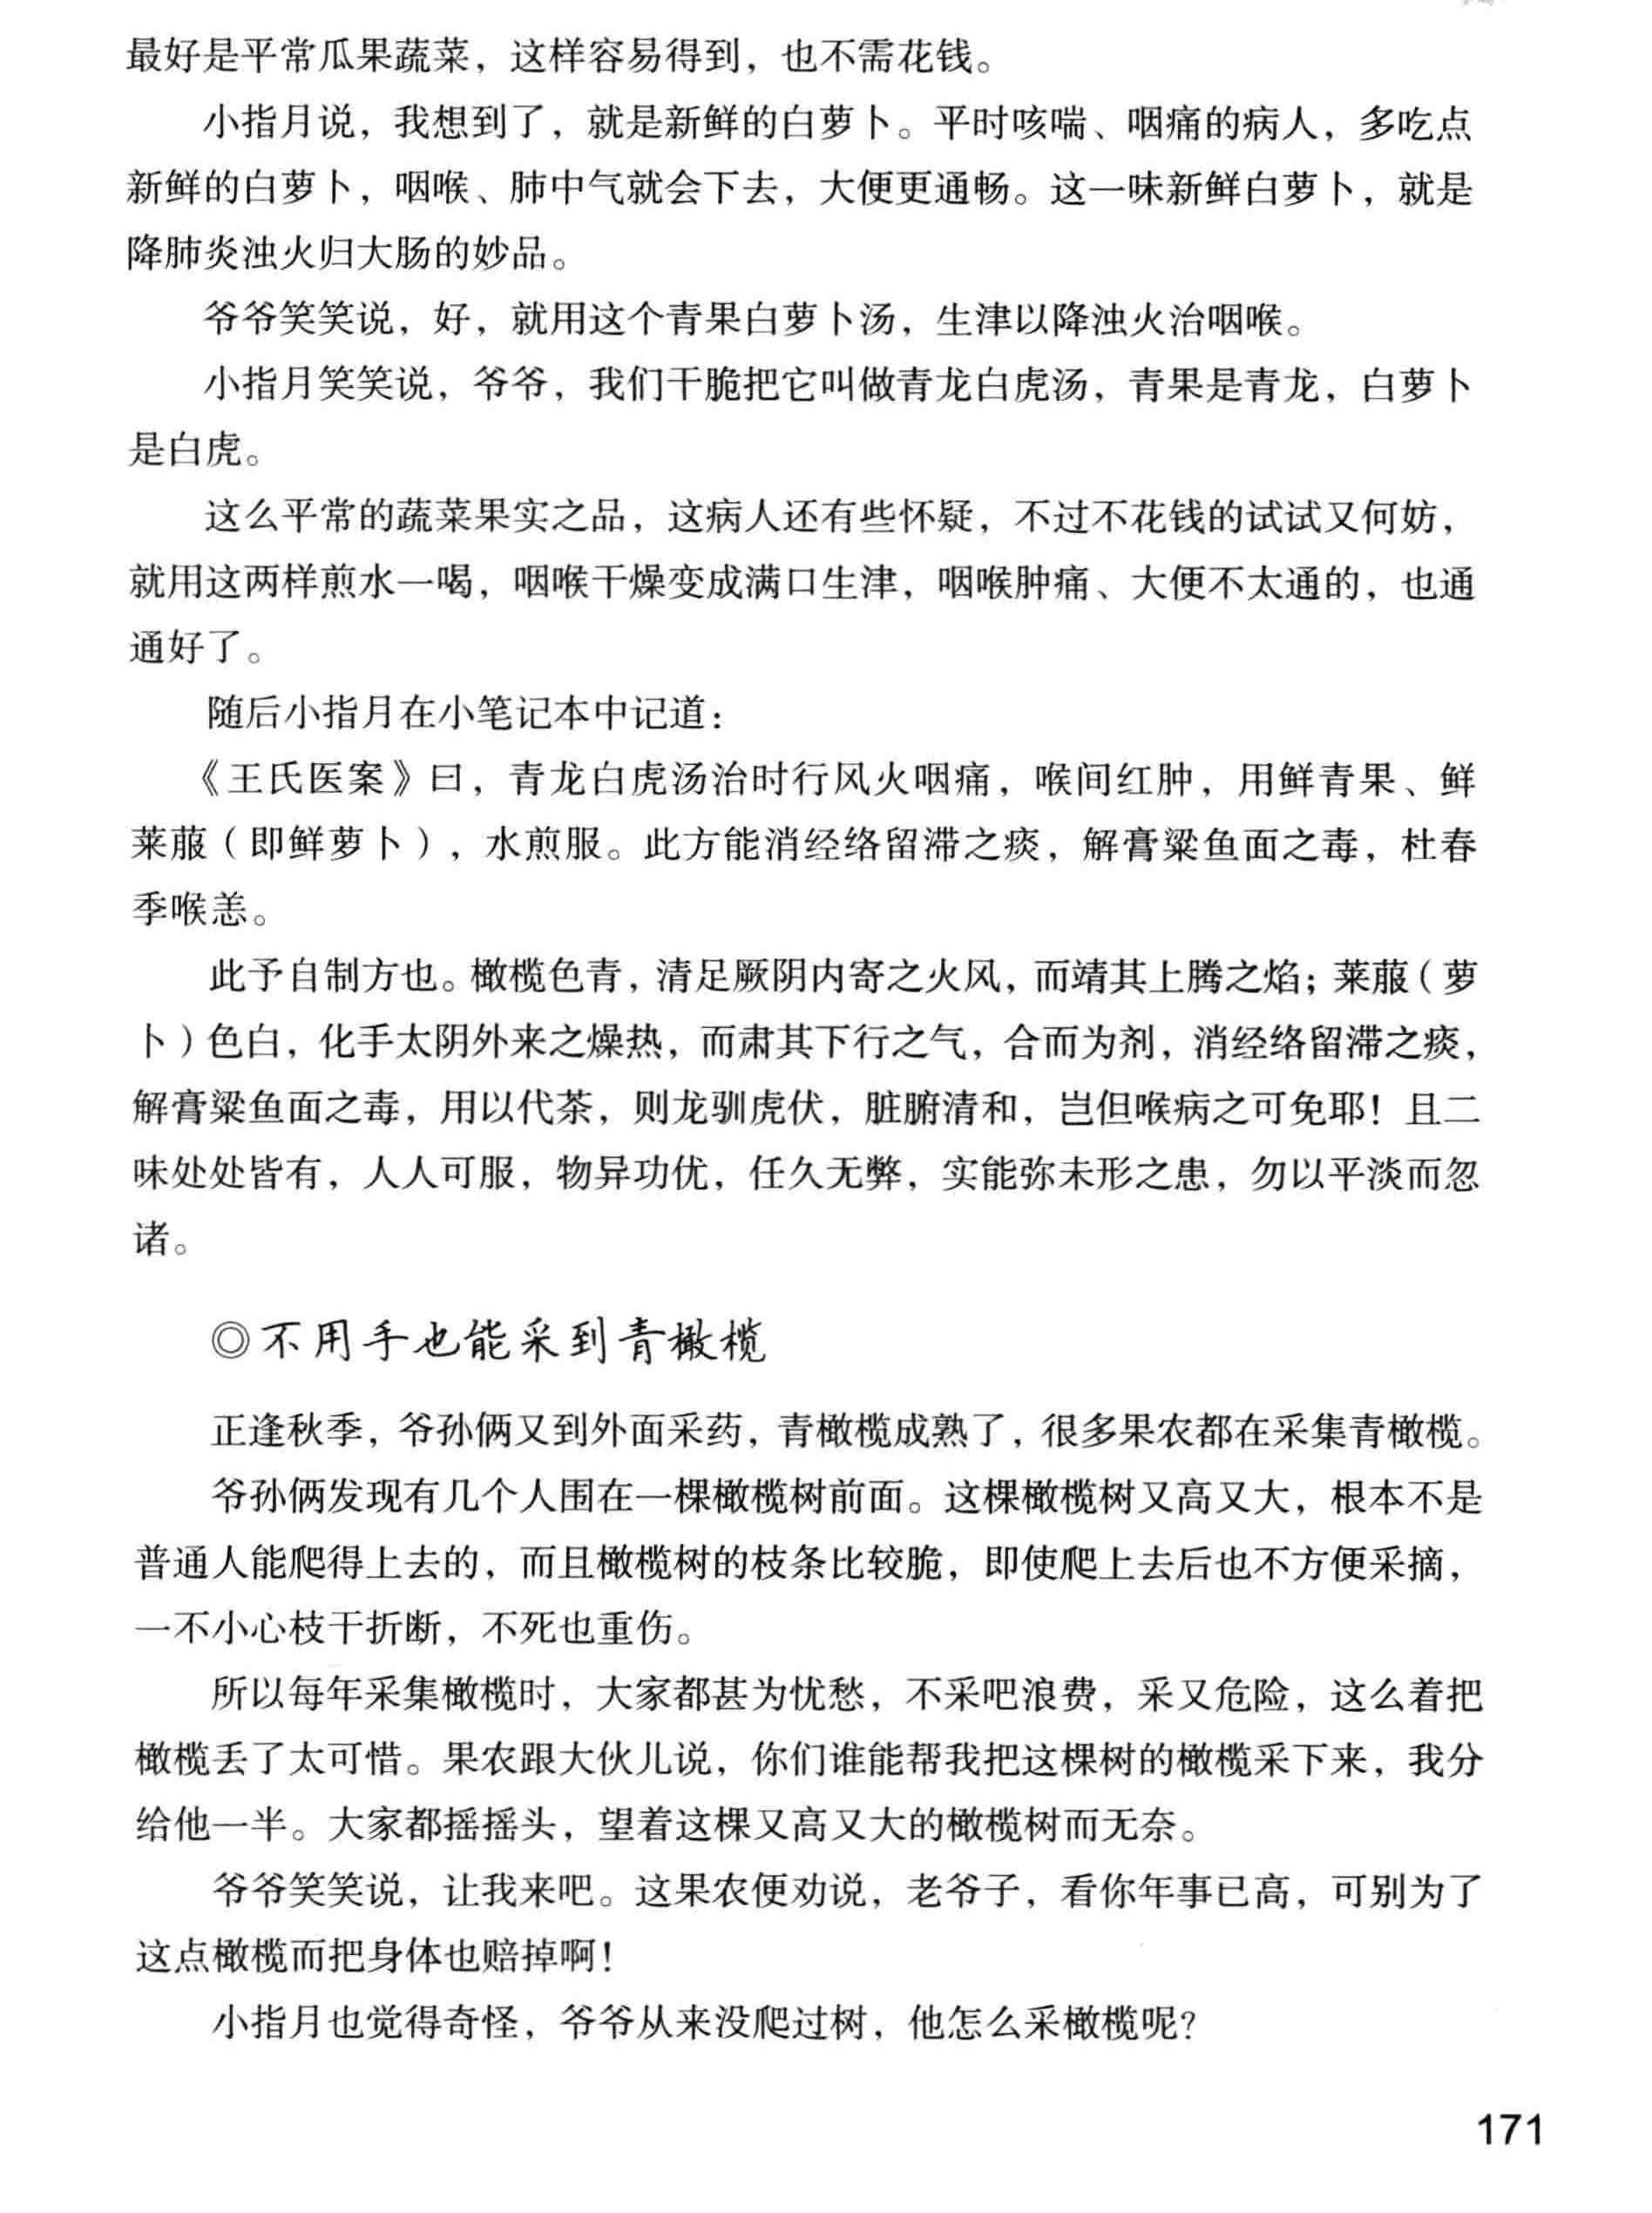 最好是平常瓜果蔬菜，这样容易得到，也不需花钱。
小指月说，我想到了，就是新鲜的白萝卜。平时咳喘、咽痛的病人，多吃点
新鲜的白萝卜，咽喉、肺中气就会下去，大便更通畅。这一味新鲜白萝卜，就是
降肺炎浊火归大肠的妙品。
爷爷笑笑说，好，就用这个青果白萝卜汤，生津以降浊火治咽喉。
小指月笑笑说，爷爷，我们干脆把它叫做青龙白虎汤，青果是青龙，白萝卜
是白虎。
这么平常的蔬菜果实之品，这病人还有些怀疑，不过不花钱的试试又何妨，
就用这两样煎水一喝，咽喉干燥变成满口生津，咽喉肿痛、大便不太通的，也通
通好了。
随后小指月在小笔记本中记道：
《王氏医案》曰，青龙白虎汤治时行风火咽痛，喉间红肿，用鲜青果、鲜
莱菔（即鲜萝卜），水煎服。此方能消经络留滞之痰，解膏粱鱼面之毒，杜春
季喉恙。
此予自制方也。橄榄色青，清足厥阴内寄之火风，而靖其上腾之焰；莱菔（萝
卜）色白，化手太阴外来之燥热，而肃其下行之气，合而为剂，消经络留滞之痰，
解膏粱鱼面之毒，用以代茶，则龙驯虎伏，脏腑清和，岂但喉病之可免耶！且二
味处处皆有，人人可服，物异功优，任久无弊，实能弥未形之患，勿以平淡而忽
诸。
◎不用手也能采到青橄榄
正逢秋季，爷孙俩又到外面采药，青橄榄成熟了，很多果农都在采集青橄榄。
爷孙俩发现有几个人围在一棵橄榄树前面。这棵橄榄树又高又大，根本不是
普通人能爬得上去的，而且橄榄树的枝条比较脆，即使爬上去后也不方便采摘，
一不小心枝干折断，不死也重伤。
所以每年采集橄榄时，大家都甚为忧愁，不采吧浪费，采又危险，这么着把
橄榄丢了太可惜。果农跟大伙儿说，你们谁能帮我把这棵树的橄榄采下来，我分
给他一半。大家都摇摇头，望着这棵又高又大的橄榄树而无奈。
爷爷笑笑说，让我来吧。这果农便劝说，老爷子，看你年事已高，可别为了
这点橄榄而把身体也赔掉啊！
小指月也觉得奇怪，爷爷从来没爬过树，他怎么采橄榄呢？
171